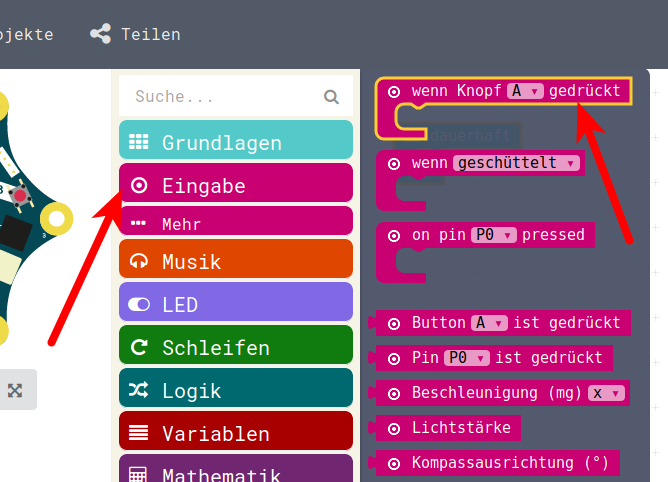 ojekte
Teilen
Suche...
Grundlagen
Eingabe
Mehr
Musik
LED
Schleifen
Logik
Variablen
Mathematik
wenn Knopf A gedrückt
dauerhaft
wenn geschüttelt
on pin P0 pressed
Button A ist gedrückt
Pin P0 ist gedrückt
Beschleunigung (mg) x
Lichtstärke
Kompassausrichtung (°)